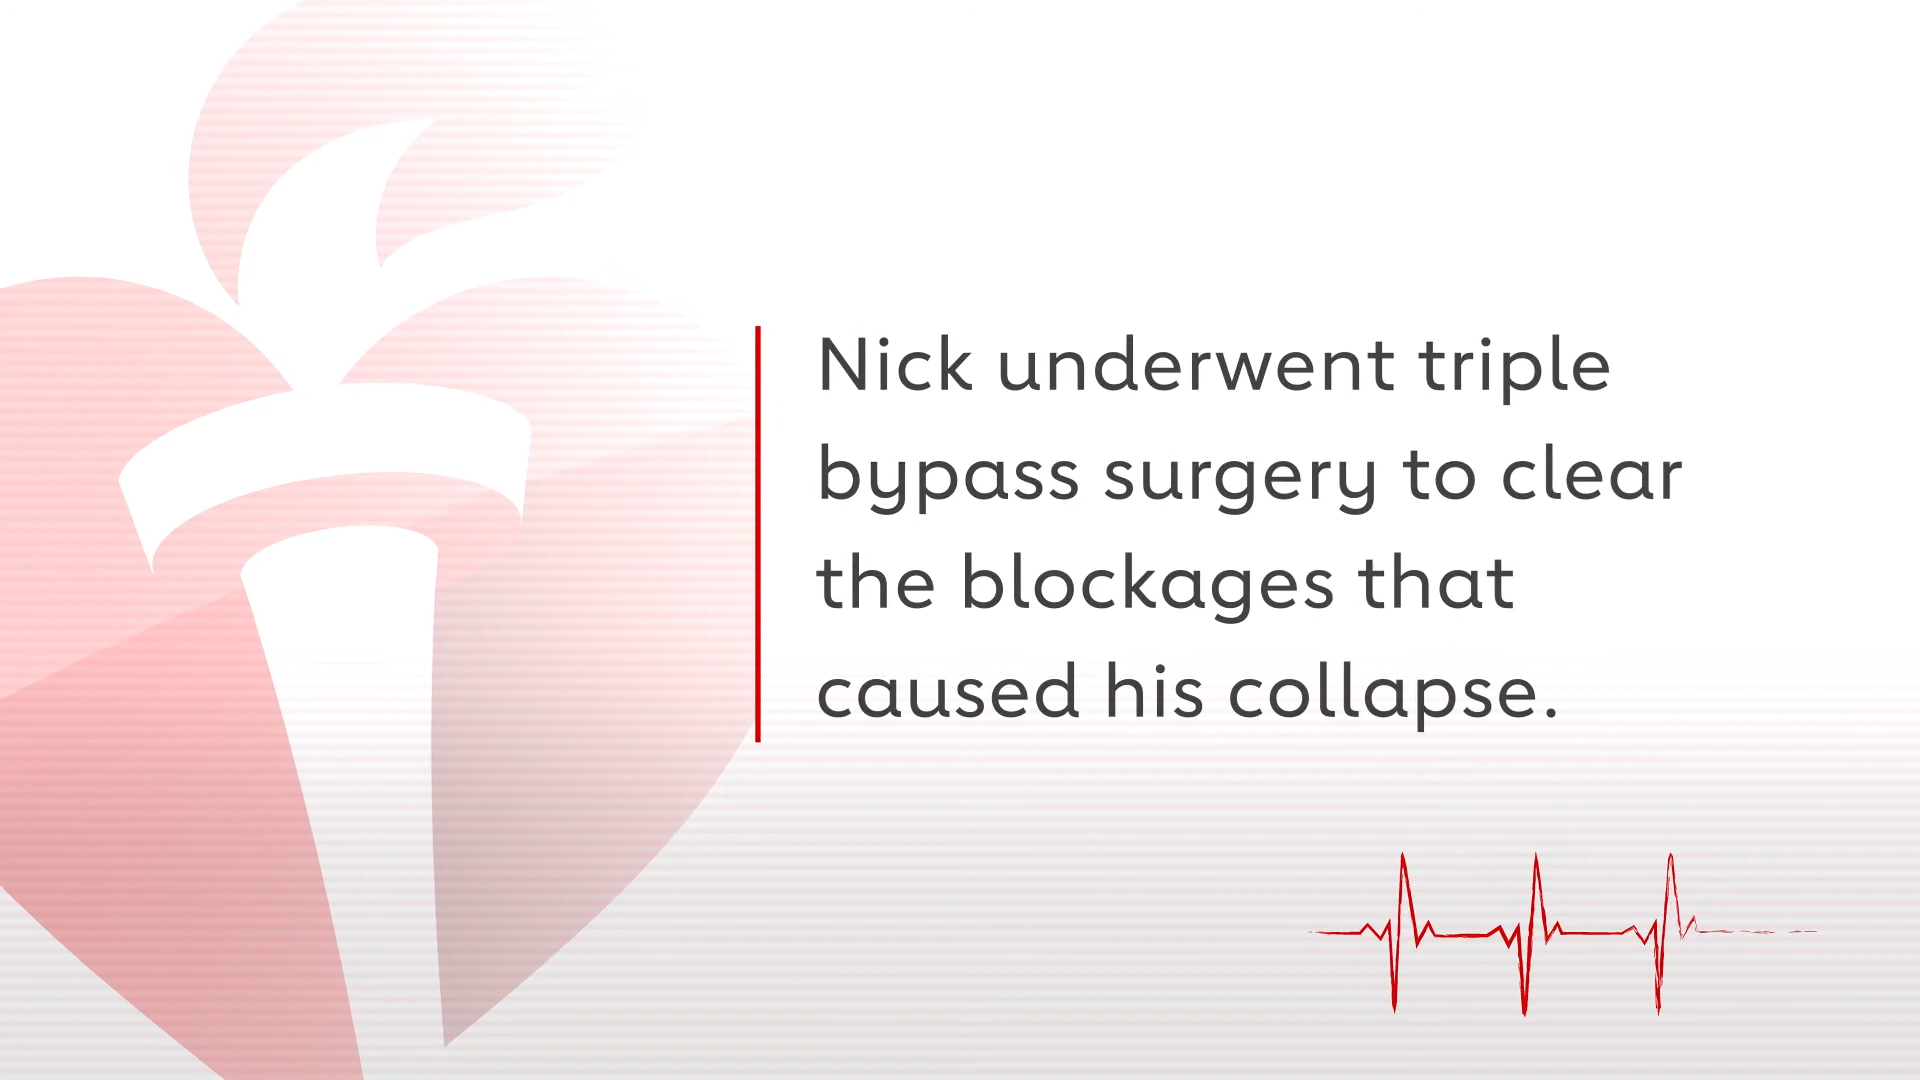 Nick underwent triple
bypass surgery to clear
the blockages that
caused his collapse.